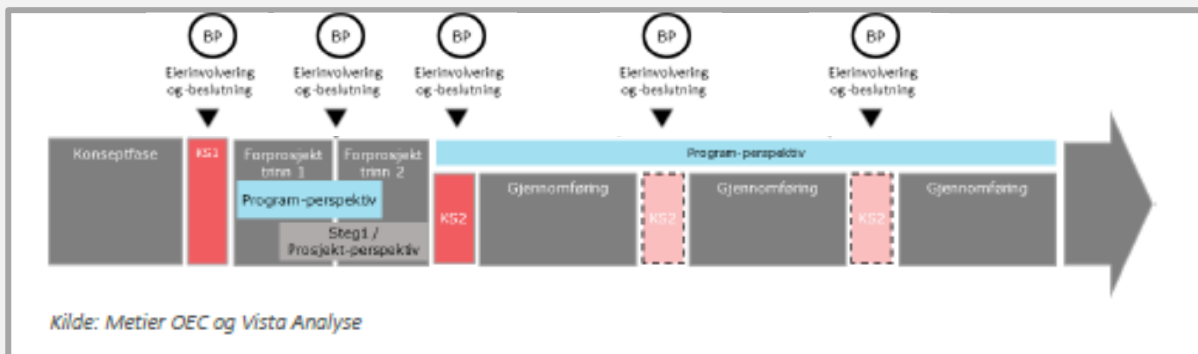 BP BP BP BP BP
Eierinvolvering Eierinvolvering Eierinvolvering Eierinvolvering Eierinvolvering
og -beslutning og -beslutning og -beslutning og -beslutning og -beslutning
Konseptfase
KS1
Forprosjekt
trinn 1
Forprosjekt
trinn 2
Program-perspektiv
Steg1 /
Prosjekt-perspektiv
Program-perspektiv
KS2
Gjennomføring
KS2
Gjennomføring
KS2
Gjennomføring
Kilde: Metier OEC og Vista Analyse